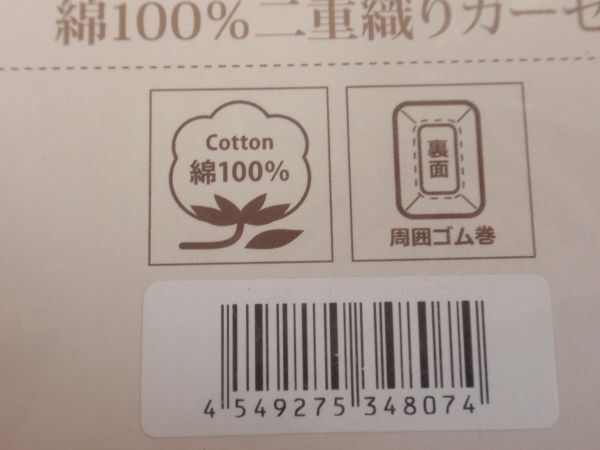 綿100%二重織りガーゼ
Cotton
綿100%
裏面
周囲ゴム巻
4 549275 348074